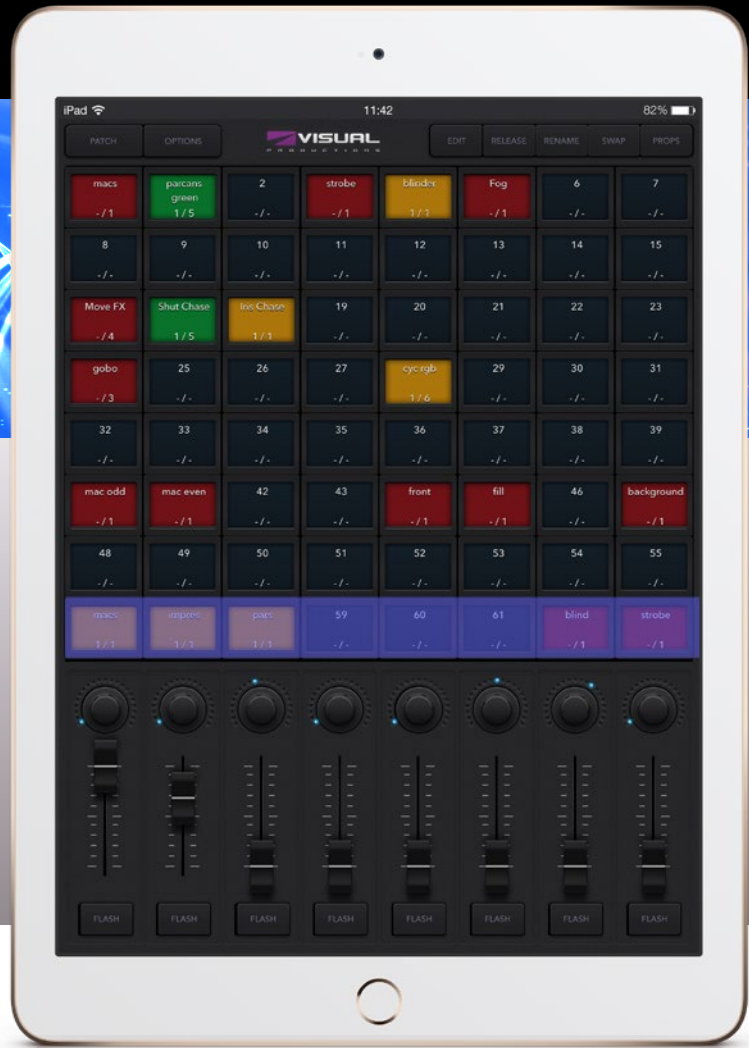 iPad 11:42 82%
PATCH OPTIONS VISUAL EDIT RELEASE RENAME SWAP PROPS
PRODUCTIONS
macs parcans 2 strobe blinder Fog 6 7
green
-/1 1/5 -/- -/1 1/1 -/1 -/- -/-
8 9 10 11 12 13 14 15
-/- -/- -/- -/- -/- -/- -/- -/-
Move FX Shut Chase Iris Chase 19 20 21 22 23
-/4 1/5 1/1 -/- -/- -/- -/- -/-
gobo 25 26 27 cyc rgb 29 30 31
-/3 -/- -/- -/- 1/6 -/- -/- -/-
32 33 34 35 36 37 38 39
-/- -/- -/- -/- -/- -/- -/- -/-
mac odd mac even 42 43 front fill 46 background
-/1 -/1 -/- -/- -/1 -/1 -/- -/1
48 49 50 51 52 53 54 55
-/- -/- -/- -/- -/- -/- -/- -/-
macs impres pars 59 60 61 blind strobe
1/1 1/1 1/1 -/- -/- -/- -/1 -/1
FLASH FLASH FLASH FLASH FLASH FLASH FLASH FLASH